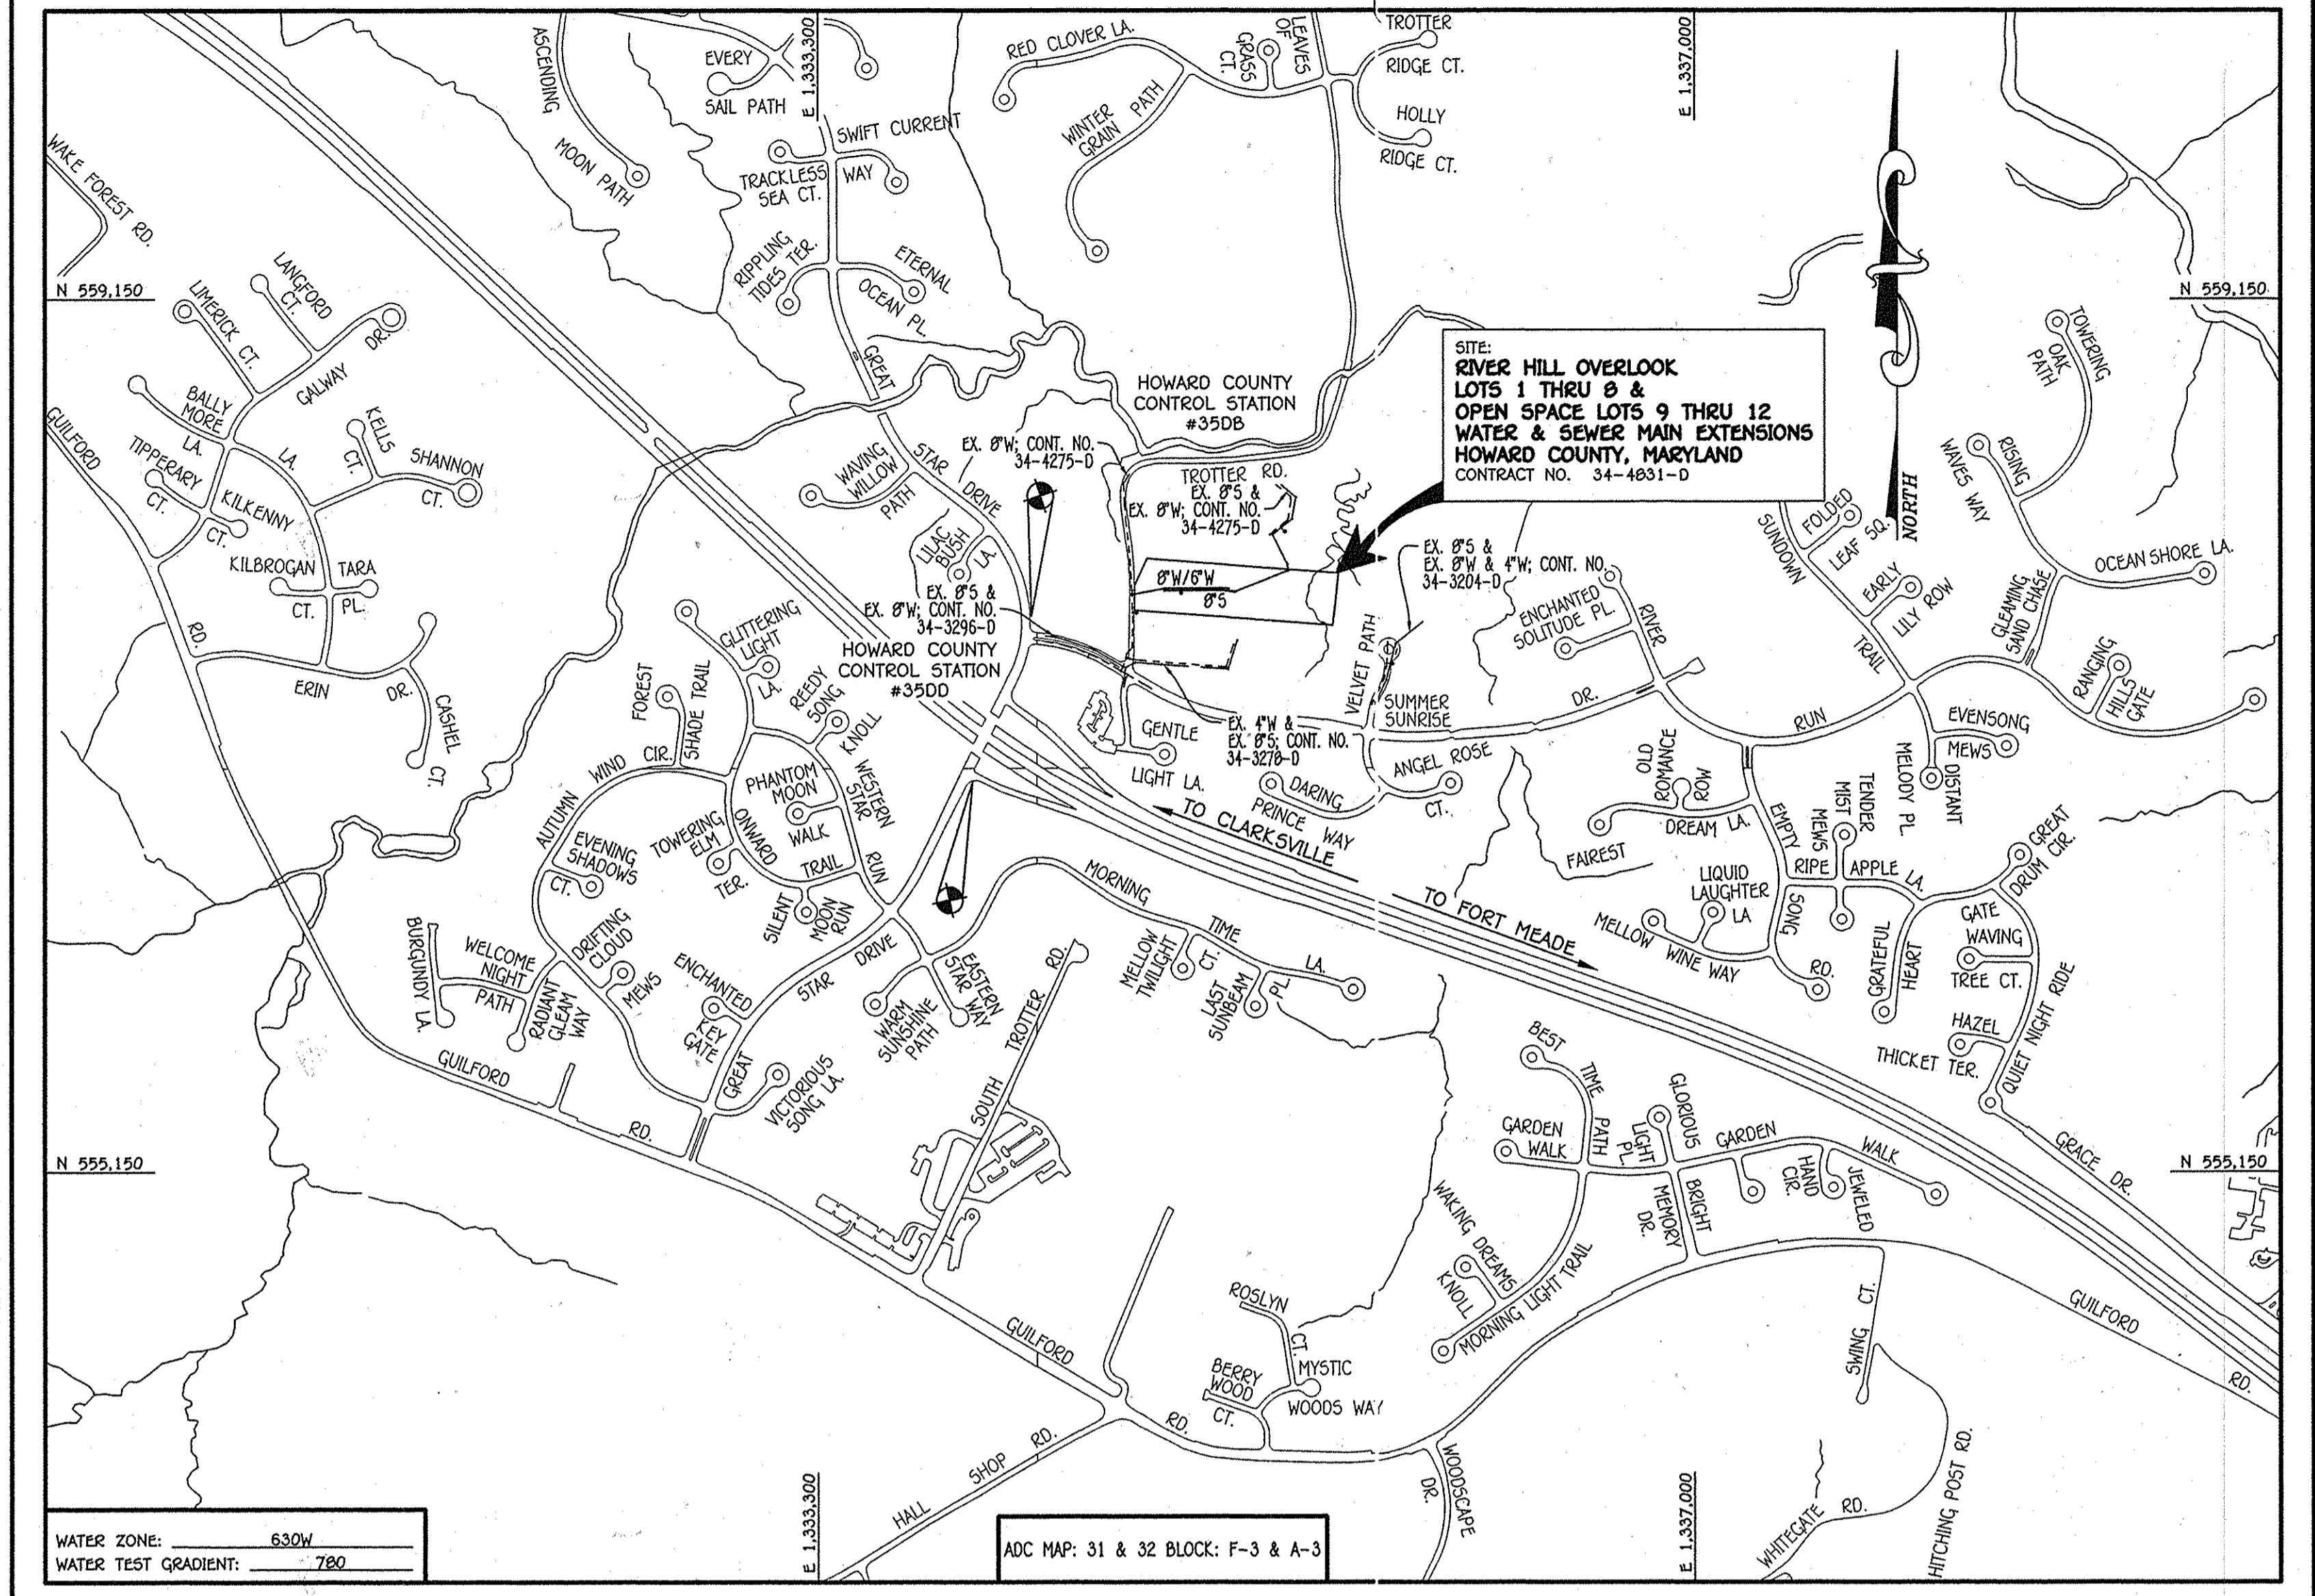 TROTTER
RIDGE CT.
HOLLY
RIDGE CT.
LEAVES
OF
GRASS
CT.
RED CLOVER LA.
WINTER
GRAIN PATH
E 1,333,300
E 1,337,000
ASCENDING
MOON PATH
EVERY
SAIL PATH
SWIFT CURRENT
WAY
TRACKLESS
SEA CT.
RIPPLING
TIDES TER.
ETERNAL
OCEAN PL.
WAKE FOREST RD.
N 559,150
N 559,150
LANGFORD
CT.
LIMERICK CT.
GALWAY
DR.
BALLY
MORE
LA.
LA.
KELLS
CT.
SHANNON
CT.
TIPPERARY
CT.
KILKENNY
CT.
KILBROGAN
CT.
TARA
PL.
GUILFORD
RD.
ERIN
DR.
CASHEL
CT.
GREAT
STAR
DRIVE
WAVING
WILLOW
PATH
LILAC
BUSH
LA.
HOWARD COUNTY
CONTROL STATION
#35DB
EX. 8"W; CONT. NO.
34-4275-D
TROTTER RD.
EX. 8"S &
EX. 8"W; CONT. NO.
34-4275-D
8"W/6"W
8"S
EX. 8"S &
EX. 8"W; CONT. NO.
34-3296-D
HOWARD COUNTY
CONTROL STATION
#35DD
SITE:
RIVER HILL OVERLOOK
LOTS 1 THRU 8 &
OPEN SPACE LOTS 9 THRU 12
WATER & SEWER MAIN EXTENSIONS
HOWARD COUNTY, MARYLAND
CONTRACT NO. 34-4831-D
EX. 8"S &
EX. 8"W & 4"W; CONT. NO.
34-3204-D
EX. 4"W &
EX. 8"S; CONT. NO.
34-3278-D
NORTH
TOWERING
OAK
PATH
RISING
WAVES WAY
OCEAN SHORE LA.
GLEAMING
SAND CHASE
SUNDOWN
TRAIL
FOLDED
LEAF SQ.
EARLY
LILY ROW
RANGING
HILLS
GATE
EVENSONG
MEWS
DISTANT
MELODY PL.
ENCHANTED
SOLITUDE PL.
RIVER
RUN
DR.
VELVET PATH
SUMMER
SUNRISE
ANGEL ROSE
CT.
DARING
PRINCE WAY
GENTLE
LIGHT LA.
GLITTERING
LIGHT
LA.
REEDY
SONG
KNOLL
FOREST
SHADE TRAIL
AUTUMN
WIND
CIR.
PHANTOM
MOON
WALK
WESTERN
STAR
RUN
TOWERING
ELM
TER.
ONWARD
TRAIL
SILENT
MOON
RUN
EVENING
SHADOWS
CT.
DRIFTING
CLOUD
MEWS
WELCOME
NIGHT
PATH
RADIANT
GLEAM
WAY
BURGUNDY LA.
ENCHANTED
KEY
GATE
GREAT
STAR
DRIVE
VICTORIOUS
SONG LA.
WARM
SUNSHINE
PATH
EASTERN
STAR WAY
SOUTH
TROTTER
RD.
MORNING
TIME
LA.
MELLOW
TWILIGHT
CT.
LAST
SUNBEAM
PL.
TO CLARKSVILLE
TO FORT MEADE
OLD
ROMANCE
ROW
FAIREST
DREAM LA.
EMPTY
SONG
RD.
TENDER
MIST
MEWS
RIPE
APPLE
LA.
LIQUID
LAUGHTER
LA
MELLOW
WINE WAY
GRATEFUL
HEART
GATE
GREAT
DRUM CIR.
WAVING
TREE CT.
HAZEL
THICKET TER.
QUIET NIGHT RIDE
GRACE DR.
BEST
TIME
PATH
GARDEN
WALK
GLORIOUS
LIGHT
PL.
GARDEN
WALK
HAND
CIR.
JEWELED
BRIGHT
MEMORY
DR.
WAKING DREAMS
KNOLL
MORNING LIGHT TRAIL
GUILFORD
RD.
N 555,150
N 555,150
GUILFORD
RD.
ROSLYN
CT.
MYSTIC
WOODS WAY
BERRY
WOOD
CT.
HALL
SHOP
RD.
WOODSCAPE
DR.
SWING
CT.
GUILFORD
RD.
HITCHING POST RD.
WHITEGATE
RD.
E 1,333,300
E 1,337,000
WATER ZONE: 630W
WATER TEST GRADIENT: 780
ADC MAP: 31 & 32 BLOCK: F-3 & A-3